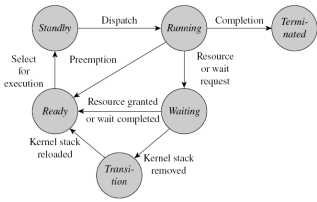 Standby
Dispatch
Running
Completion
Termi-
nated
Select
for
execution
Preemption
Resource
or wait
request
Ready
Resource granted
or wait completed
Waiting
Kernel stack
reloaded
Kernel stack
removed
Transi-
tion